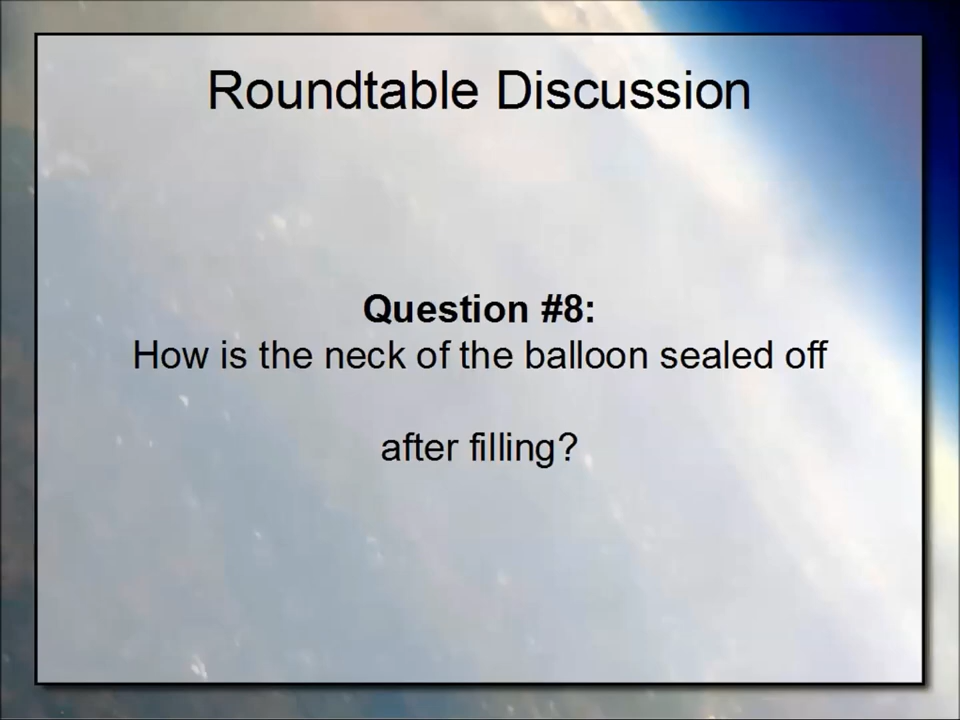 Roundtable Discussion
Question #8:
How is the neck of the balloon sealed off
after filling?